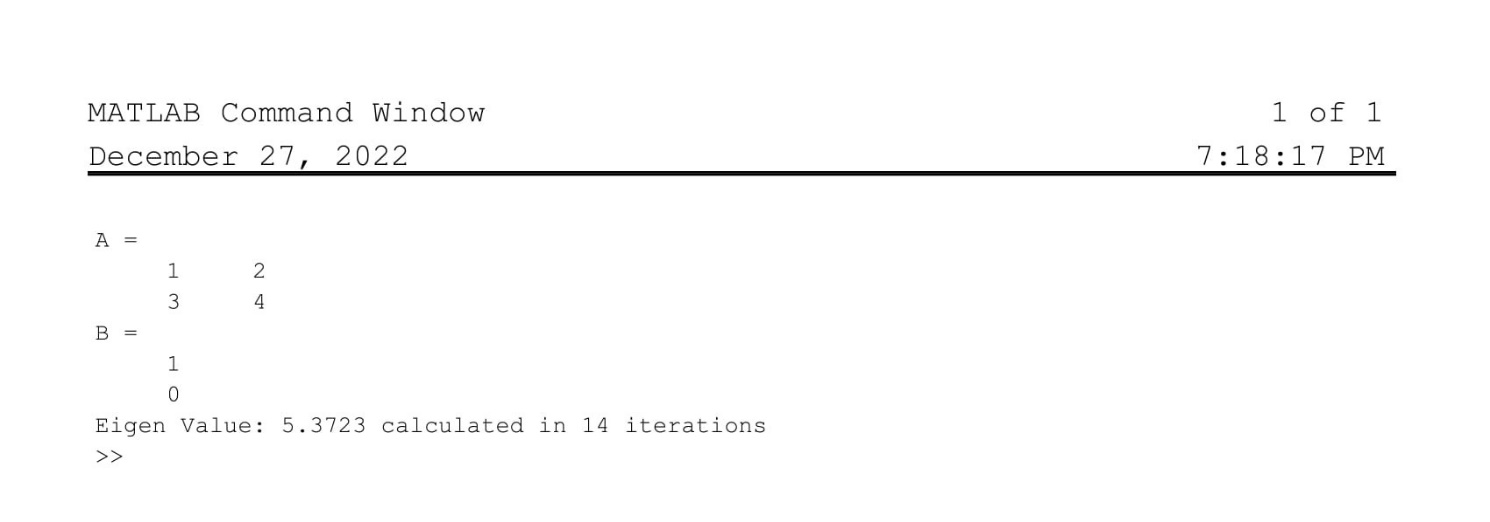 MATLAB Command Window 1 of 1
December 27, 2022 7:18:17 PM
A =
1 2
3 4
B =
1
0
Eigen Value: 5.3723 calculated in 14 iterations
>>